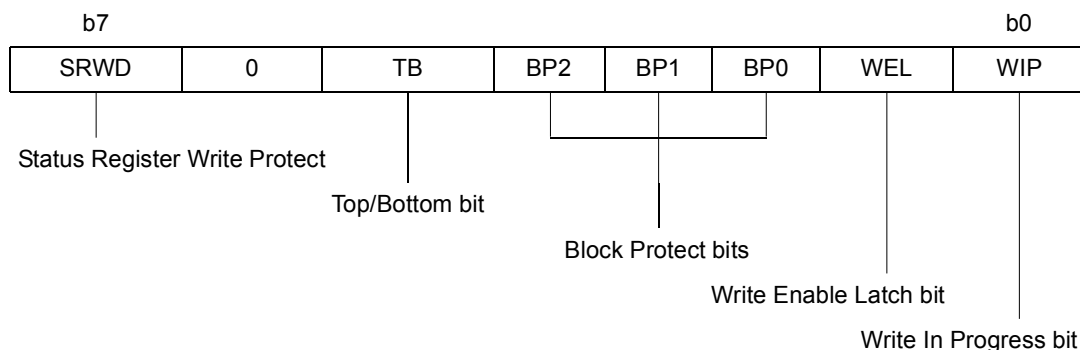 b7 b0
SRWD 0 TB BP2 BP1 BP0 WEL WIP
Status Register Write Protect
Top/Bottom bit
Block Protect bits
Write Enable Latch bit
Write In Progress bit